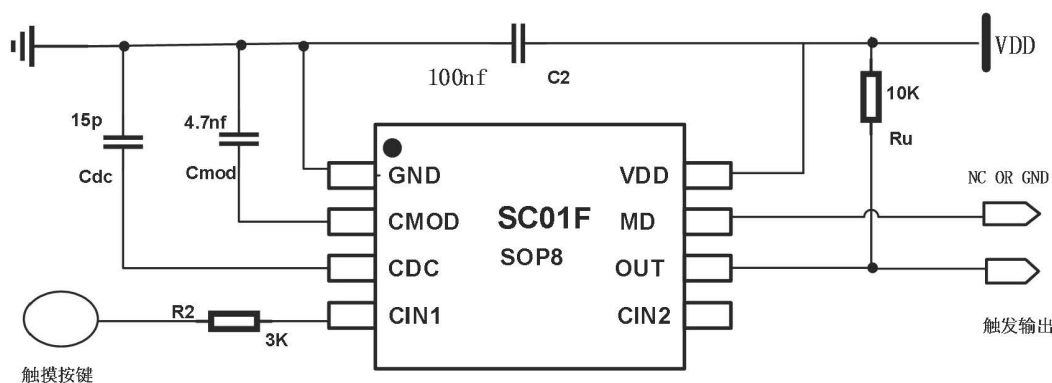 VDD
100nf
C2
15p
Cdc
4.7nf
Cmod
10K
Ru
GND
VDD
NC OR GND
CMOD
SC01F
MD
SOP8
CDC
OUT
R2
3K
CIN1
CIN2
触摸按键
触发输出